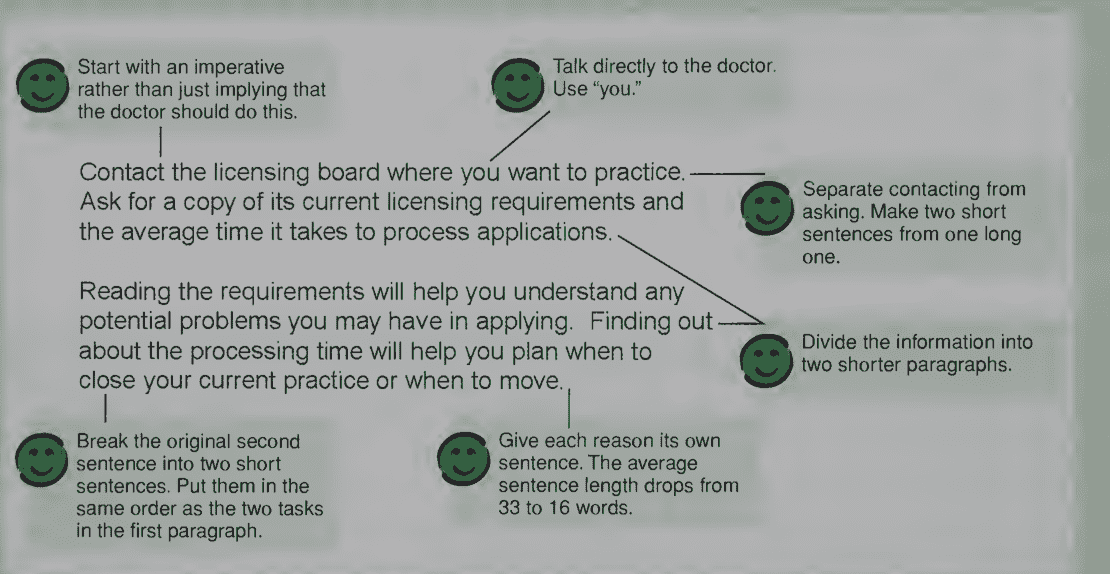 Start with an imperative
rather than just implying that
the doctor should do this.
Talk directly to the doctor.
Use “you.”
Contact the licensing board where you want to practice.
Ask for a copy of its current licensing requirements and
the average time it takes to process applications.
Separate contacting from
asking. Make two short
sentences from one long
one.
Reading the requirements will help you understand any
potential problems you may have in applying.  Finding out
about the processing time will help you plan when to
close your current practice or when to move.
Divide the information into
two shorter paragraphs.
Break the original second
sentence into two short
sentences. Put them in the
same order as the two tasks
in the first paragraph.
Give each reason its own
sentence. The average
sentence length drops from
33 to 16 words.